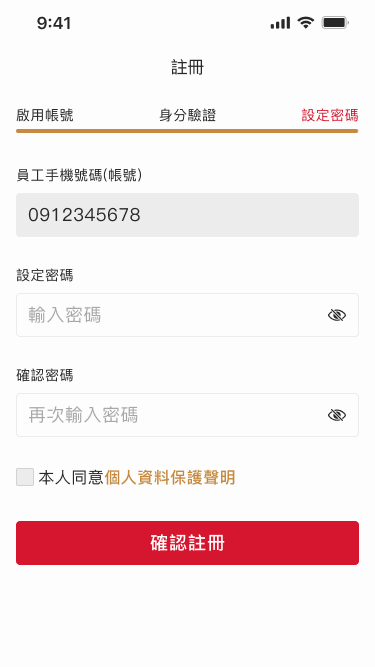 9:41
註冊
啟用帳號 身分驗證 設定密碼
員工手機號碼(帳號)
0912345678
設定密碼
輸入密碼
確認密碼
再次輸入密碼
本人同意個人資料保護聲明
確認註冊